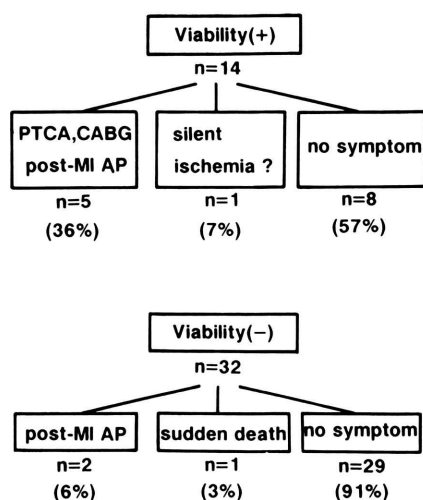 Viability(+)
n=14
PTCA,CABG
post-MI AP
n=5
(36%)
silent
ischemia ?
n=1
(7%)
no symptom
n=8
(57%)
Viability(−)
n=32
post-MI AP
n=2
(6%)
sudden death
n=1
(3%)
no symptom
n=29
(91%)